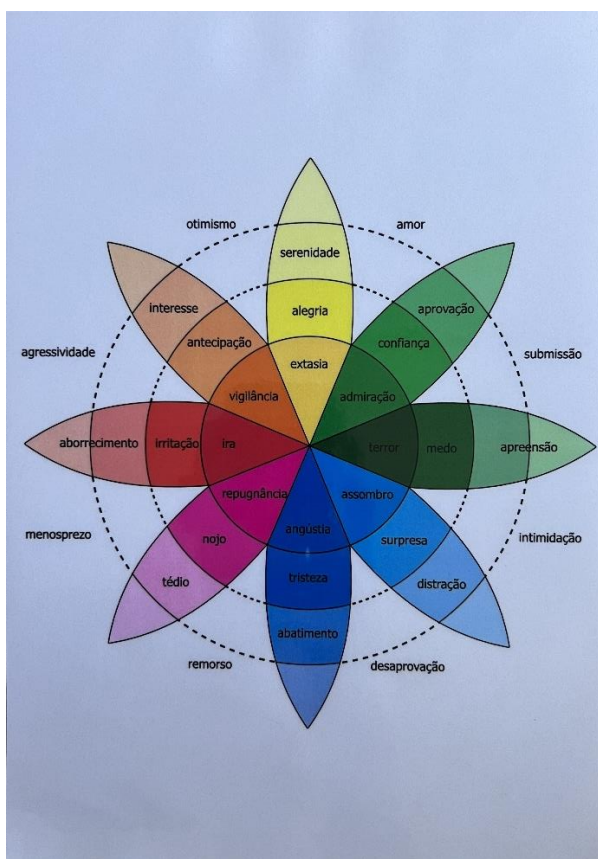 otimismo
amor
serenidade
interesse
alegria
aprovação
antecipação
confiança
agressividade
submissão
extasia
vigilância
admiração
aborrecimento
irritação
ira
terror
medo
apreensão
repugnância
assombro
menosprezo
nojo
angústia
surpresa
intimidação
tédio
tristeza
distração
abatimento
remorso
desaprovação